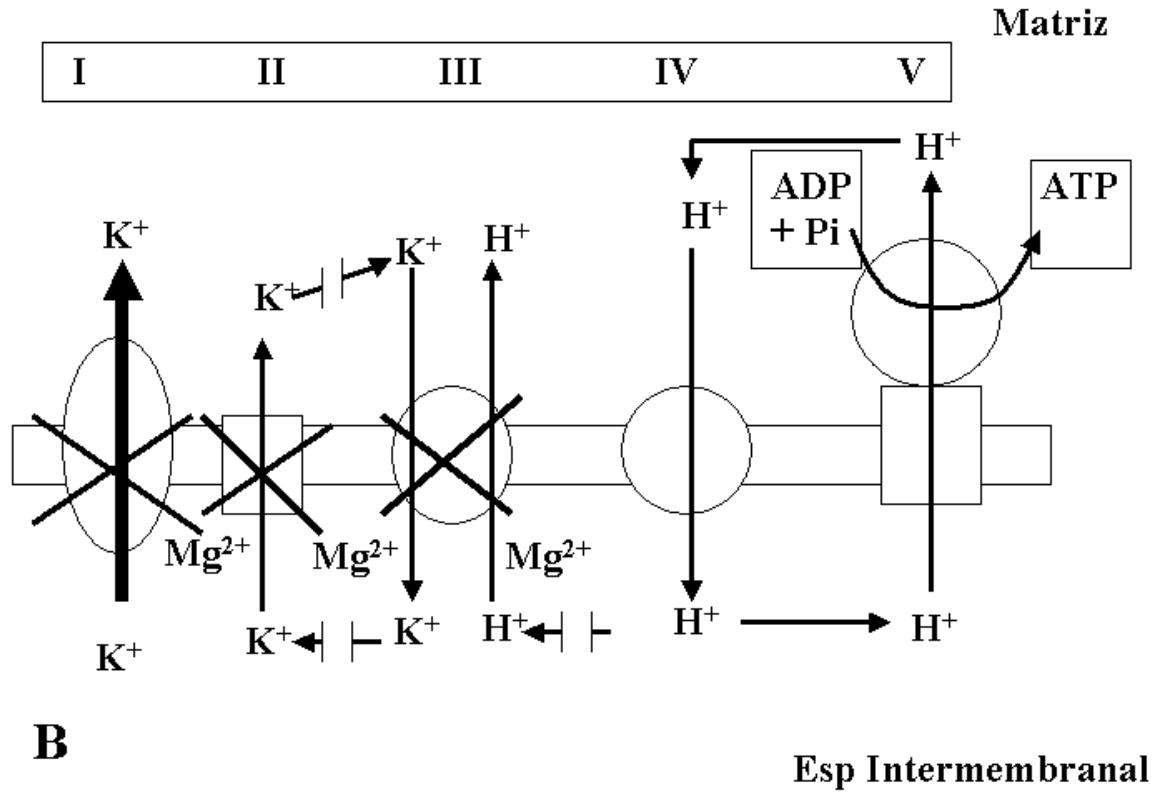 Matriz
I II III IV V
H⁺
ADP
+ Pi
ATP
H⁺
K⁺
K⁺
H⁺
K⁺
Mg²⁺
Mg²⁺
Mg²⁺
K⁺
K⁺
K⁺
H⁺
H⁺
H⁺
B
Esp Intermembranal